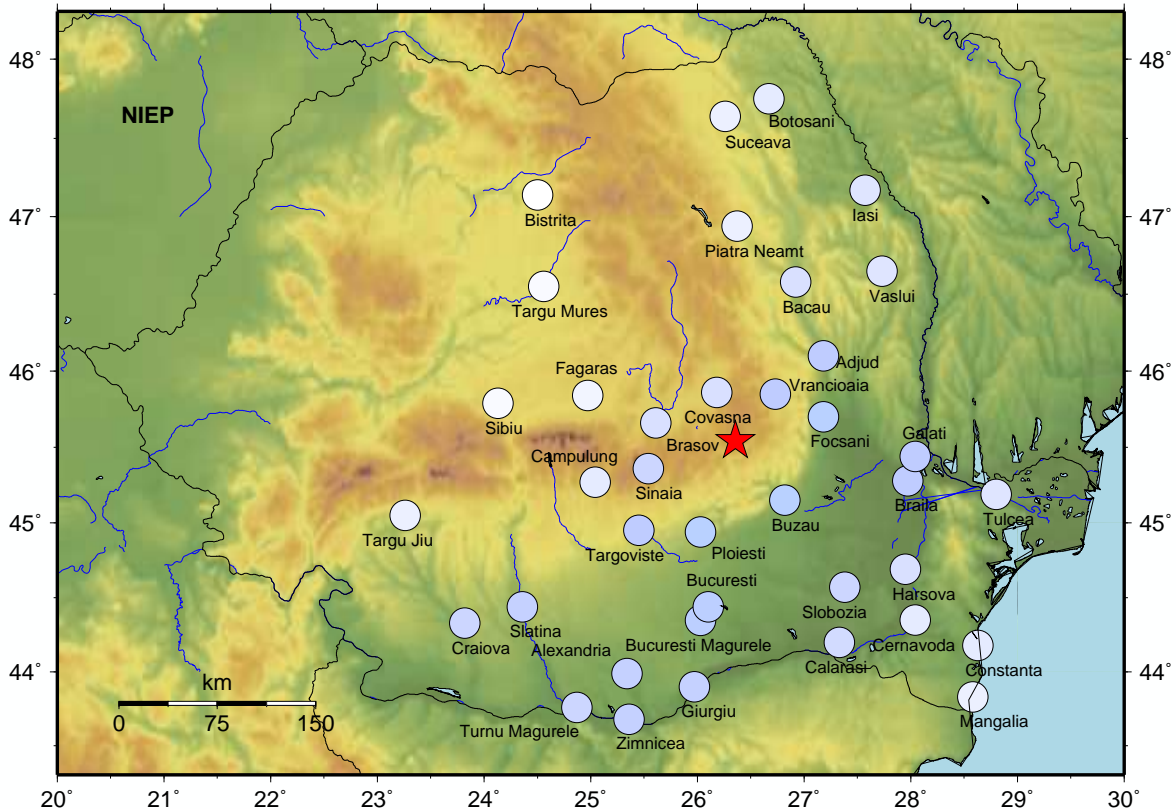 48˚
48˚
NIEP
Botosani
Suceava
47˚
47˚
Iasi
Bistrita
Piatra Neamt
Vaslui
Bacau
Targu Mures
46˚
46˚
Adjud
Fagaras
Vrancioaia
Covasna
Sibiu
Brasov
Focsani
Galati
Campulung
Sinaia
Braila
45˚
45˚
Tulcea
Buzau
Targu Jiu
Targoviste
Ploiesti
Bucuresti
Harsova
Slobozia
Slatina
Craiova
Alexandria
Bucuresti Magurele
Cernavoda
Calarasi
Constanta
44˚
44˚
km
0 75 150
Giurgiu
Mangalia
Turnu Magurele
Zimnicea
20˚ 21˚ 22˚ 23˚ 24˚ 25˚ 26˚ 27˚ 28˚ 29˚ 30˚